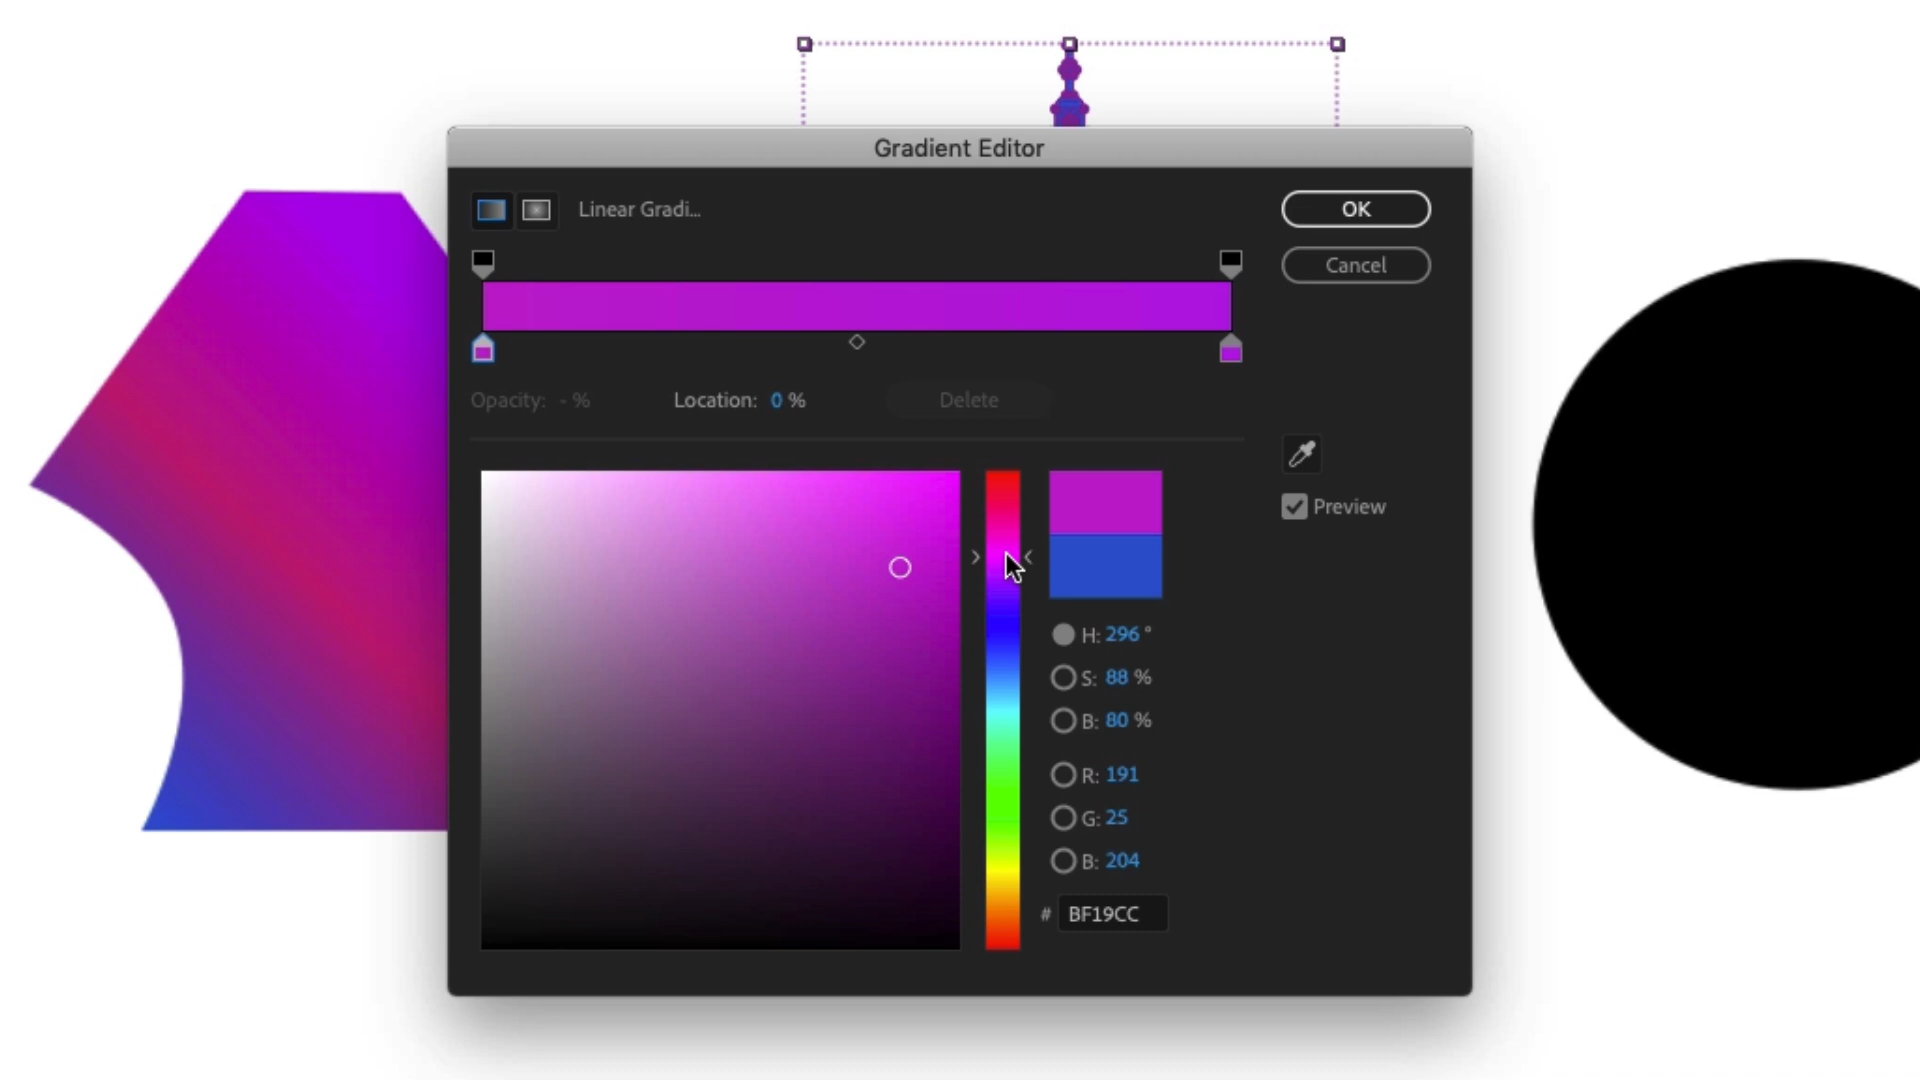 Gradient Editor
Linear Gradi...
OK
Cancel
Opacity: - %
Location: 0 %
Delete
Preview
H: 296 °
S: 88 %
B: 80 %
R: 191
G: 25
B: 204
# BF19CC